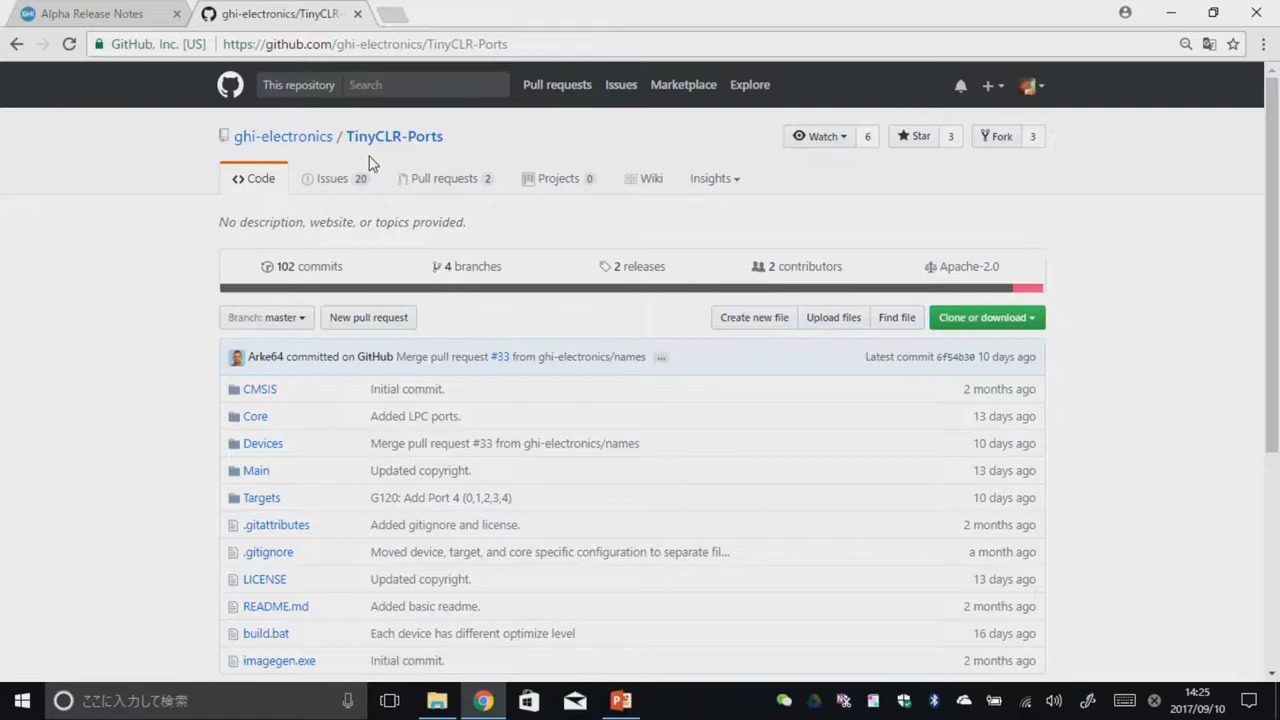 Alpha Release Notes
ghi-electronics/TinyCLR-
GitHub, Inc. [US] https://github.com/ghi-electronics/TinyCLR-Ports
This repository Search Pull requests Issues Marketplace Explore
ghi-electronics / TinyCLR-Ports
Watch 6 Star 3 Fork 3
Code Issues 20 Pull requests 2 Projects 0 Wiki Insights
No description, website, or topics provided.
102 commits 4 branches 2 releases 2 contributors Apache-2.0
Branch: master New pull request Create new file Upload files Find file Clone or download
Arke64 committed on GitHub Merge pull request #33 from ghi-electronics/names ... Latest commit 6f54b30 10 days ago
CMSIS Initial commit. 2 months ago
Core Added LPC ports. 13 days ago
Devices Merge pull request #33 from ghi-electronics/names 10 days ago
Main Updated copyright. 13 days ago
Targets G120: Add Port 4 (0,1,2,3,4) 10 days ago
.gitattributes Added gitignore and license. 2 months ago
.gitignore Moved device, target, and core specific configuration to separate fil... a month ago
LICENSE Updated copyright. 13 days ago
README.md Added basic readme. 2 months ago
build.bat Each device has different optimize level 16 days ago
imagegen.exe Initial commit. 2 months ago
ここに入力して検索
14:25
2017/09/10